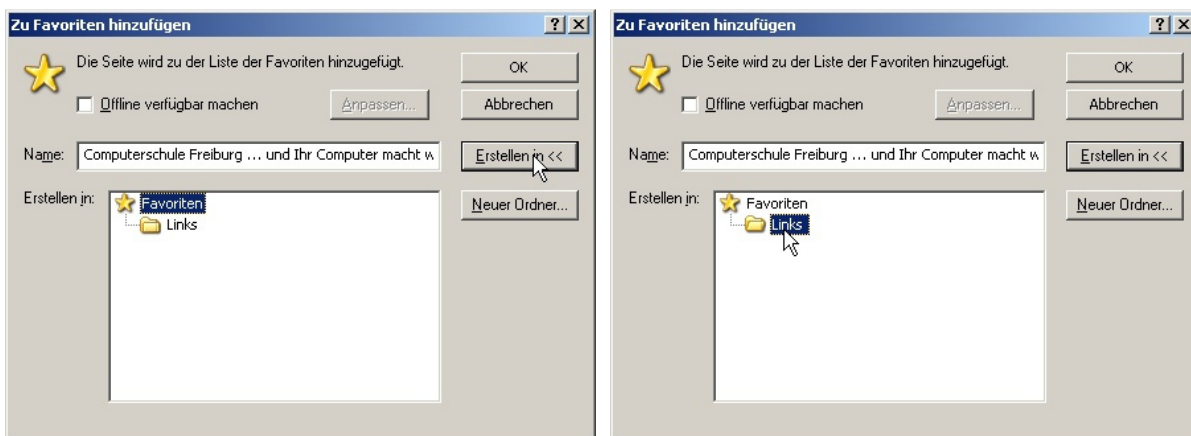 Zu Favoriten hinzufügen
Die Seite wird zu der Liste der Favoriten hinzugefügt.
OK
Offline verfügbar machen
Anpassen...
Abbrechen
Name:
Computerschule Freiburg ... und Ihr Computer macht w
Erstellen in <<
Erstellen in:
Favoriten
Links
Neuer Ordner...
Zu Favoriten hinzufügen
Die Seite wird zu der Liste der Favoriten hinzugefügt.
OK
Offline verfügbar machen
Anpassen...
Abbrechen
Name:
Computerschule Freiburg ... und Ihr Computer macht w
Erstellen in <<
Erstellen in:
Favoriten
Links
Neuer Ordner...